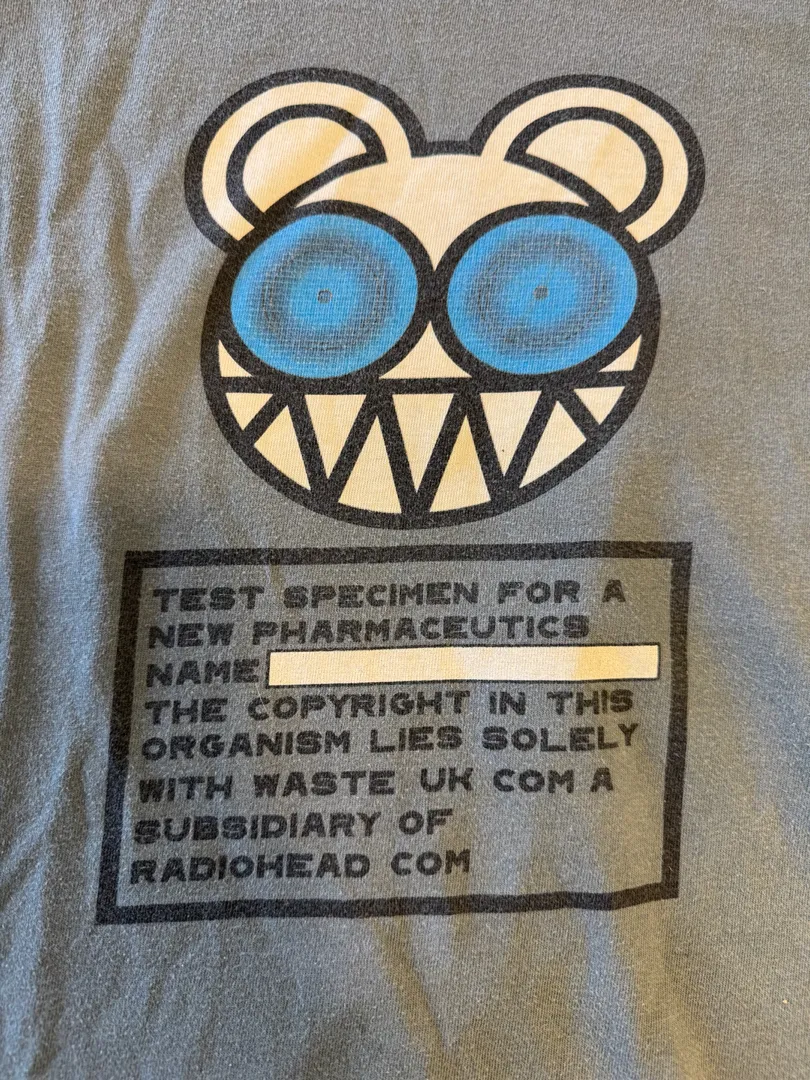 TEST SPECIMEN FOR A
NEW PHARMACEUTICS
NAME
THE COPYRIGHT IN THIS
ORGANISM LIES SOLELY
WITH WASTE UK COM A
SUBSIDIARY OF
RADIOHEAD COM